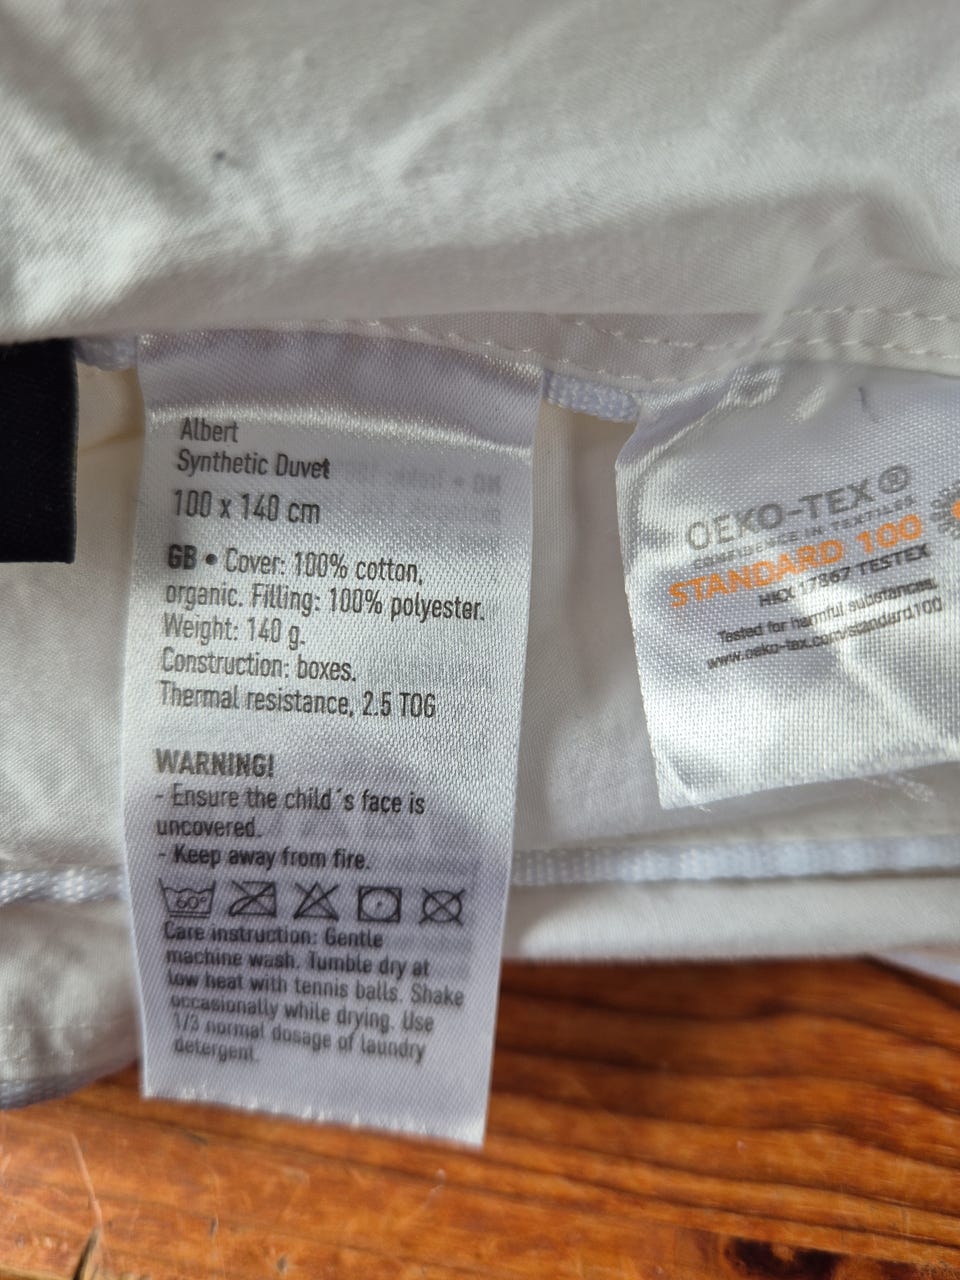 Albert
Synthetic Duvet
100 x 140 cm
GB • Cover: 100% cotton,
organic. Filling: 100% polyester.
Weight: 140 g.
Construction: boxes.
Thermal resistance, 2.5 TOG
WARNING!
- Ensure the child´s face is
uncovered.
- Keep away from fire.
60°
Care instruction: Gentle
machine wash. Tumble dry at
low heat with tennis balls. Shake
occasionally while drying. Use
1/3 normal dosage of laundry
detergent.
OEKO-TEX®
CONFIDENCE IN TEXTILES
STANDARD 100
HKX 17867 TESTEX
Tested for harmful substances.
www.oeko-tex.com/standard100